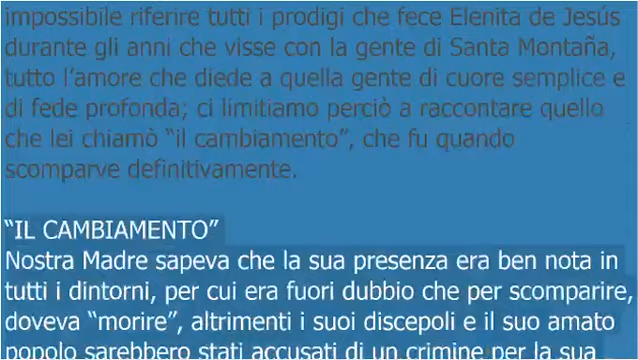 impossibile riferire tutti i prodigi che fece Elenita de Jesús
durante gli anni che visse con la gente di Santa Montaña,
tutto l’amore che diede a quella gente di cuore semplice e
di fede profonda; ci limitiamo perciò a raccontare quello
che lei chiamò “il cambiamento”, che fu quando
scomparve definitivamente.
“IL CAMBIAMENTO”
Nostra Madre sapeva che la sua presenza era ben nota in
tutti i dintorni, per cui era fuori dubbio che per scomparire,
doveva “morire”, altrimenti i suoi discepoli e il suo amato
popolo sarebbero stati accusati di un crimine per la sua